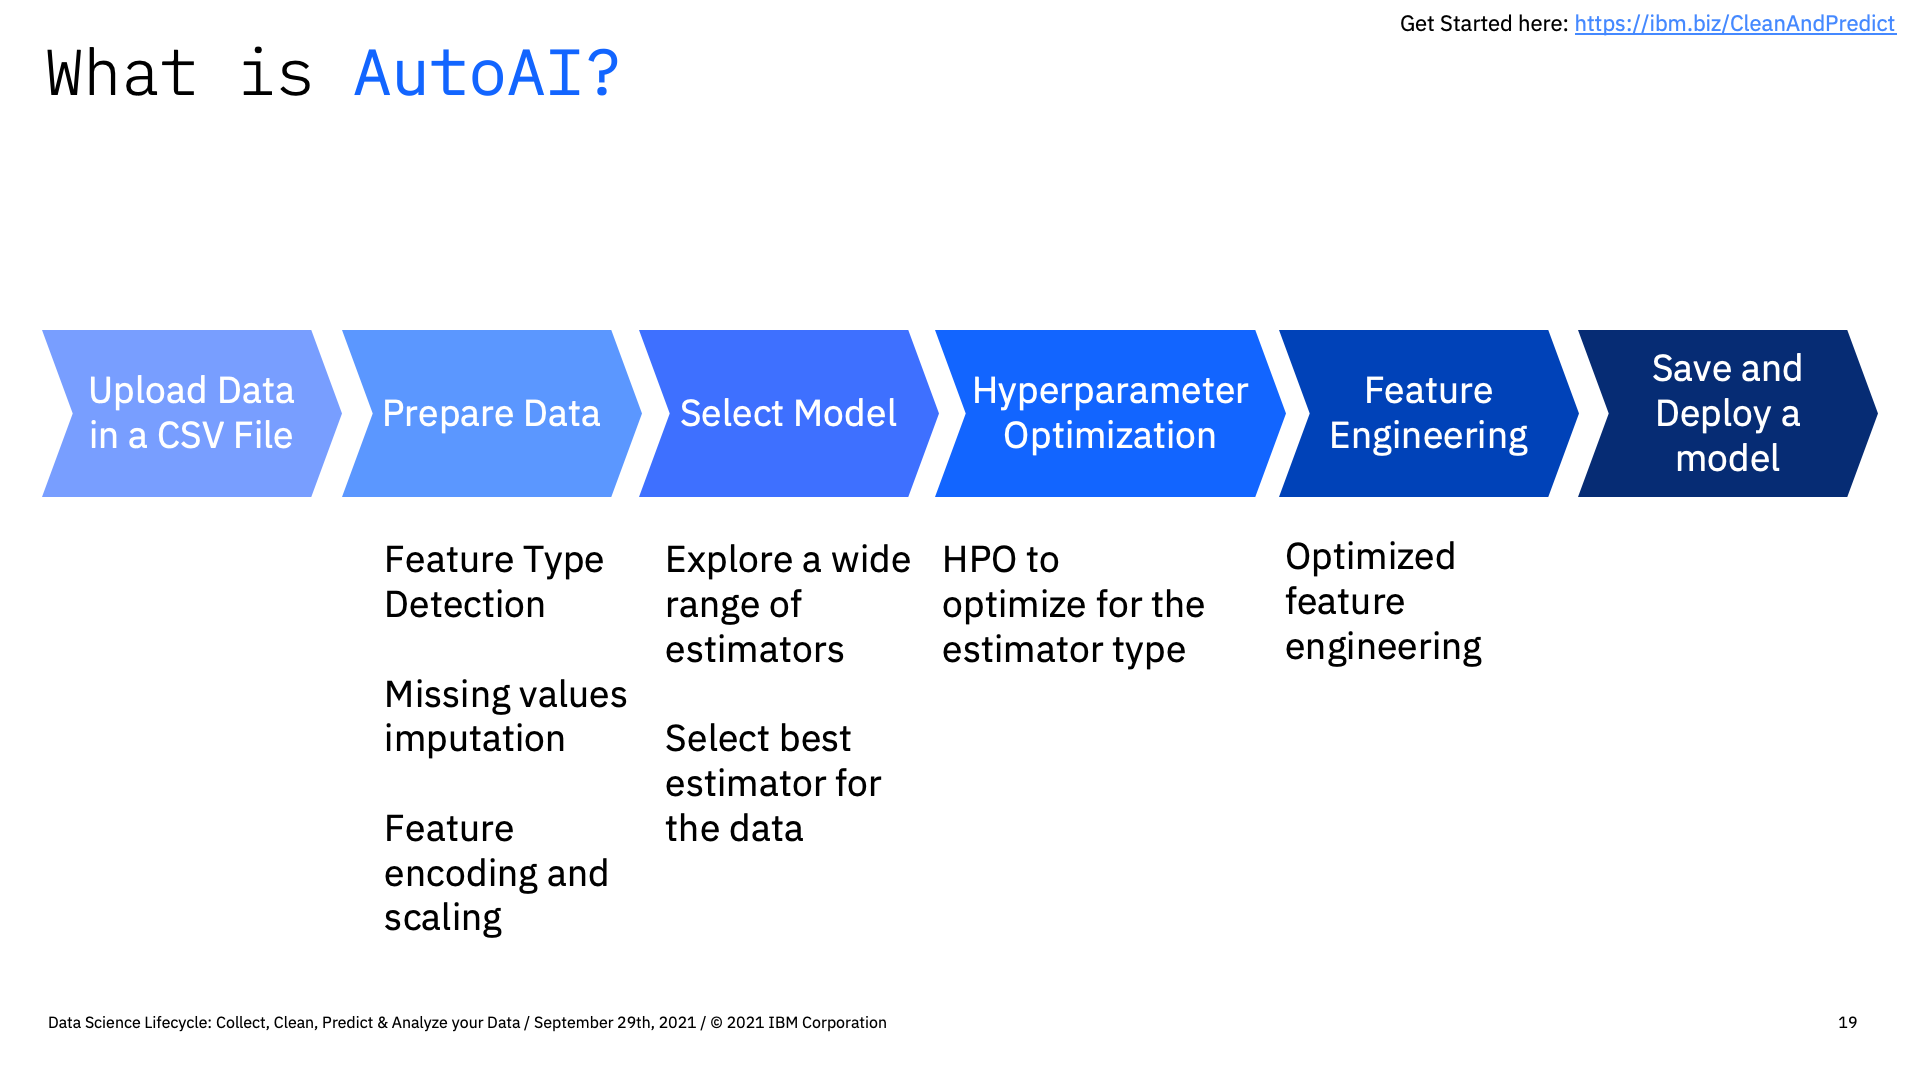 Get Started here: https://ibm.biz/CleanAndPredict
What is AutoAI?
Upload Data
in a CSV File
Prepare Data
Select Model
Hyperparameter
Optimization
Feature
Engineering
Save and
Deploy a
model
Feature Type
Detection
Missing values
imputation
Feature
encoding and
scaling
Explore a wide
range of
estimators
Select best
estimator for
the data
HPO to
optimize for the
estimator type
Optimized
feature
engineering
Data Science Lifecycle: Collect, Clean, Predict & Analyze your Data / September 29th, 2021 / © 2021 IBM Corporation
19